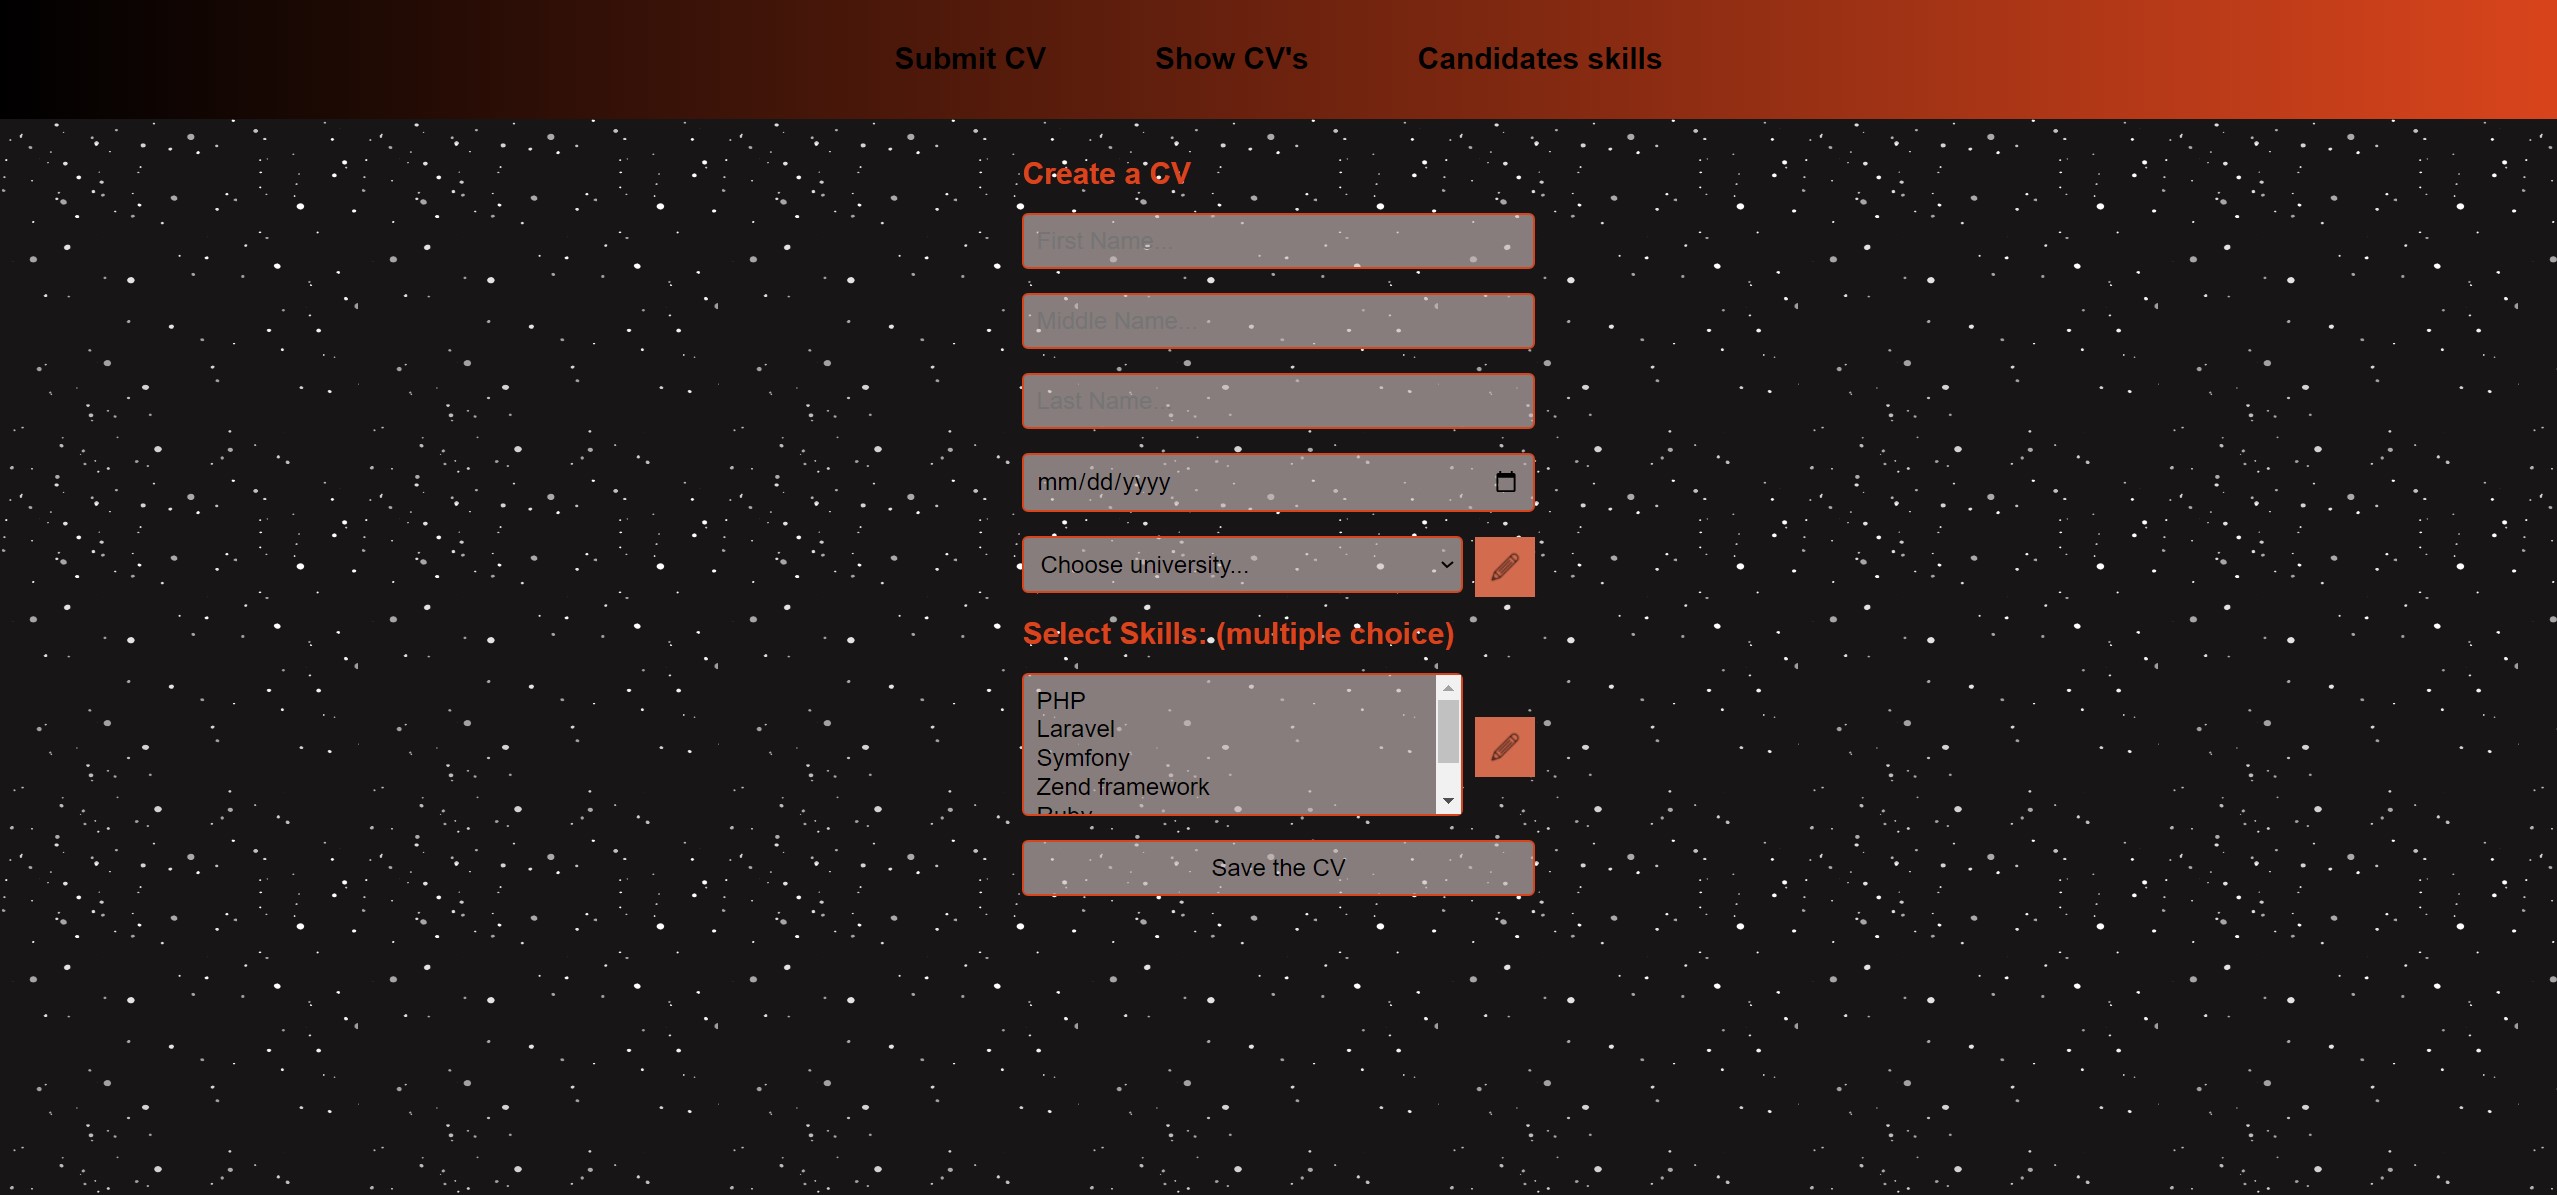 Submit CV Show CV's Candidates skills
Create a CV
First Name...
Middle Name...
Last Name...
mm/dd/yyyy
Choose university...
Select Skills: (multiple choice)
PHP
Laravel
Symfony
Zend framework
Ruby
Save the CV